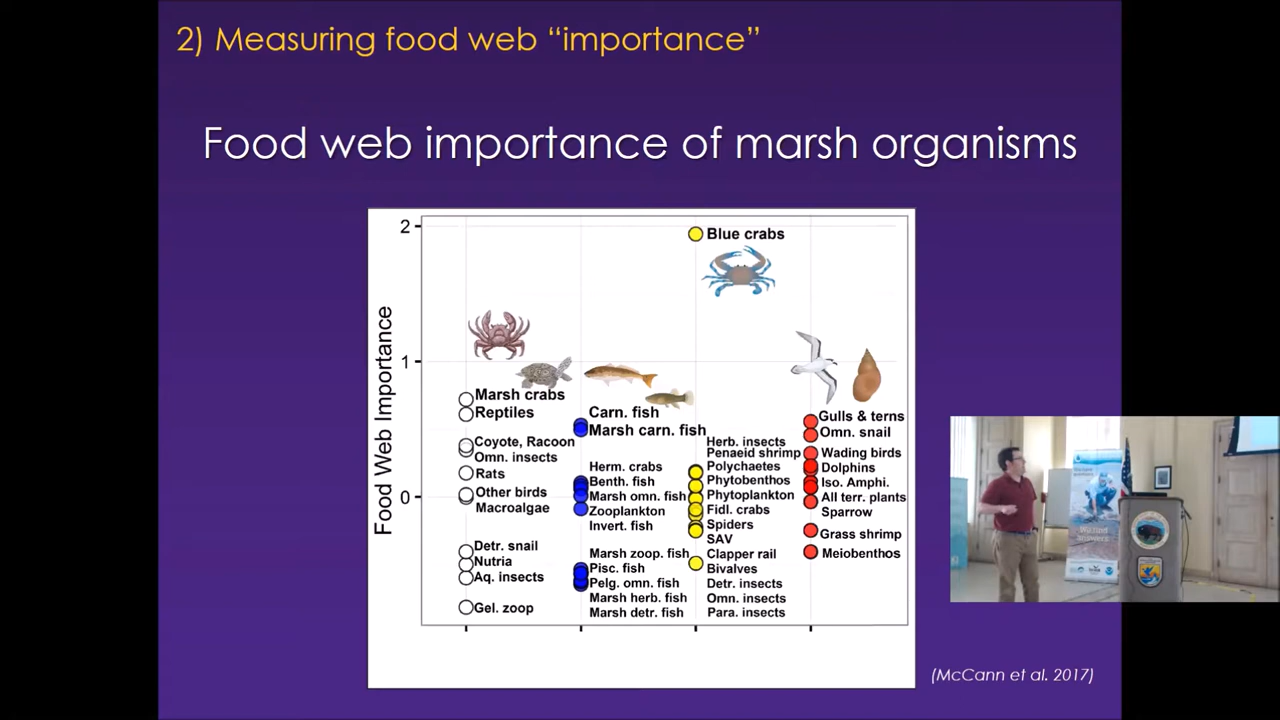 2) Measuring food web “importance”
Food web importance of marsh organisms
Food Web Importance
2
1
0
Blue crabs
Marsh crabs
Reptiles
Coyote, Racoon
Omn. insects
Rats
Other birds
Macroalgae
Detr. snail
Nutria
Aq. insects
Gel. zoop
Carn. fish
Marsh carn. fish
Herm. crabs
Benth. fish
Marsh omn. fish
Zooplankton
Invert. fish
Marsh zoop. fish
Pisc. fish
Pelg. omn. fish
Marsh herb. fish
Marsh detr. fish
Herb. insects
Penaeid shrimp
Polychaetes
Phytobenthos
Phytoplankton
Fidl. crabs
Spiders
SAV
Clapper rail
Bivalves
Detr. insects
Omn. insects
Para. insects
Gulls & terns
Omn. snail
Wading birds
Dolphins
Iso. Amphi.
All terr. plants
Sparrow
Grass shrimp
Meiobenthos
(McCann et al. 2017)